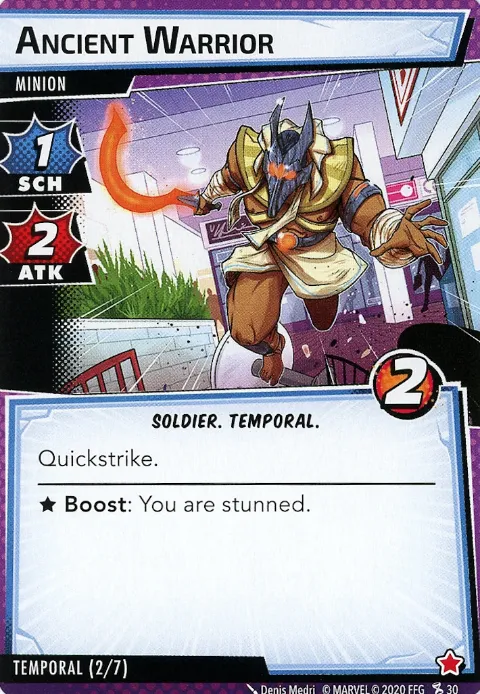 Ancient Warrior
MINION
1
SCH
2
ATK
2
SOLDIER. TEMPORAL.
Quickstrike.
★ Boost: You are stunned.
TEMPORAL (2/7)
Denis Medri © MARVEL © 2020 FFG 30